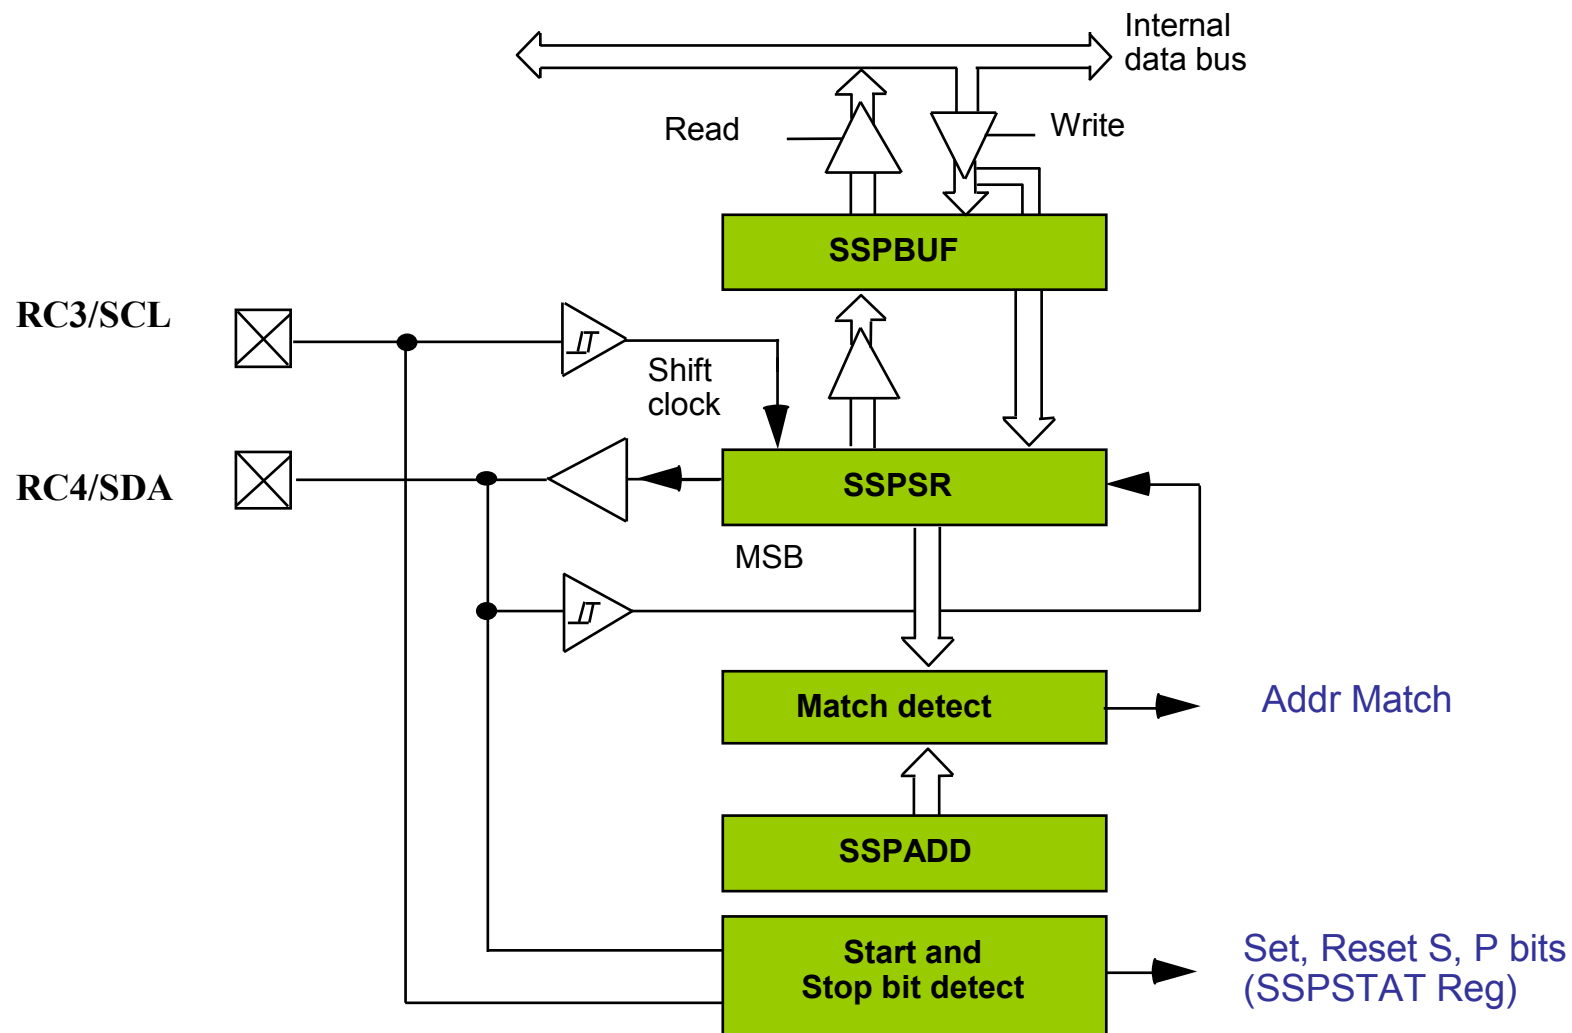 Internal
data bus
Read
Write
SSPBUF
RC3/SCL
Shift
clock
RC4/SDA
SSPSR
MSB
Match detect
Addr Match
SSPADD
Start and
Stop bit detect
Set, Reset S, P bits
(SSPSTAT Reg)